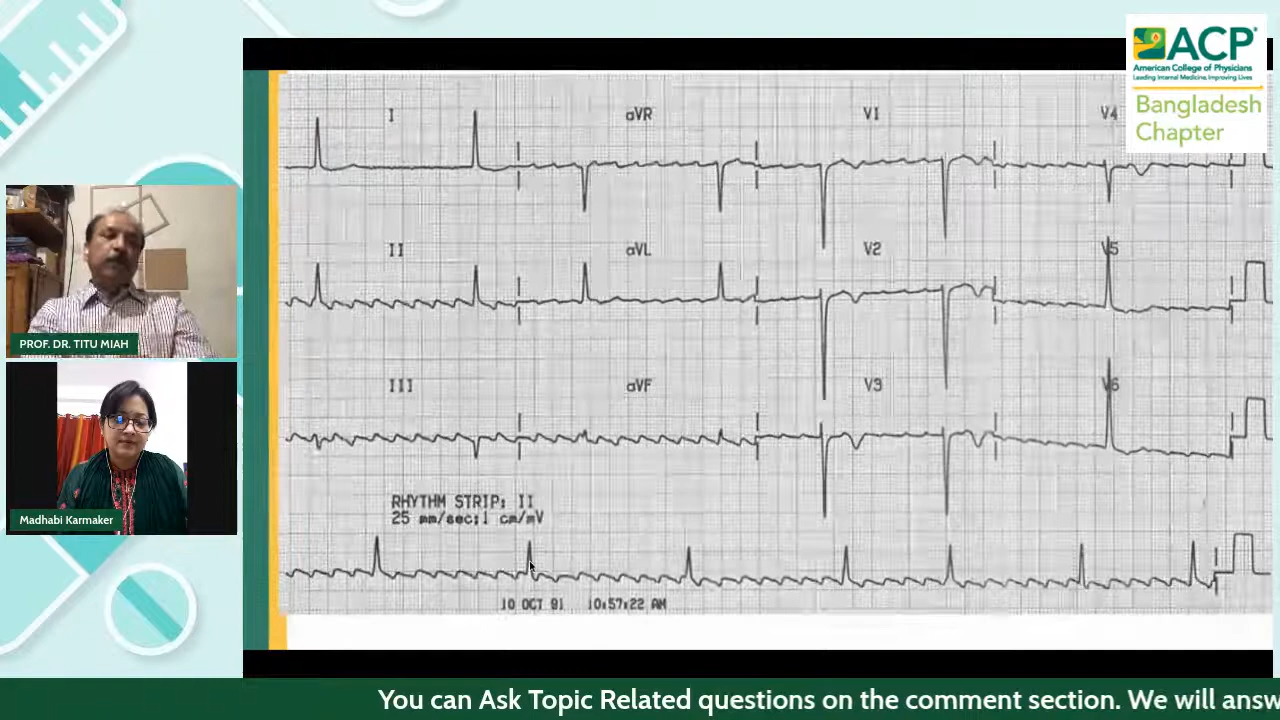 ACP
American College of Physicians
Leading Internal Medicine, Improving Lives
Bangladesh
Chapter
I
aVR
V1
V4
II
aVL
V2
V5
III
aVF
V3
V6
RHYTHM STRIP: II
25 mm/sec;1 cm/mV
10 OCT 91 10:57:22 AM
PROF. DR. TITU MIAH
Madhabi Karmaker
You can Ask Topic Related questions on the comment section. We will answ